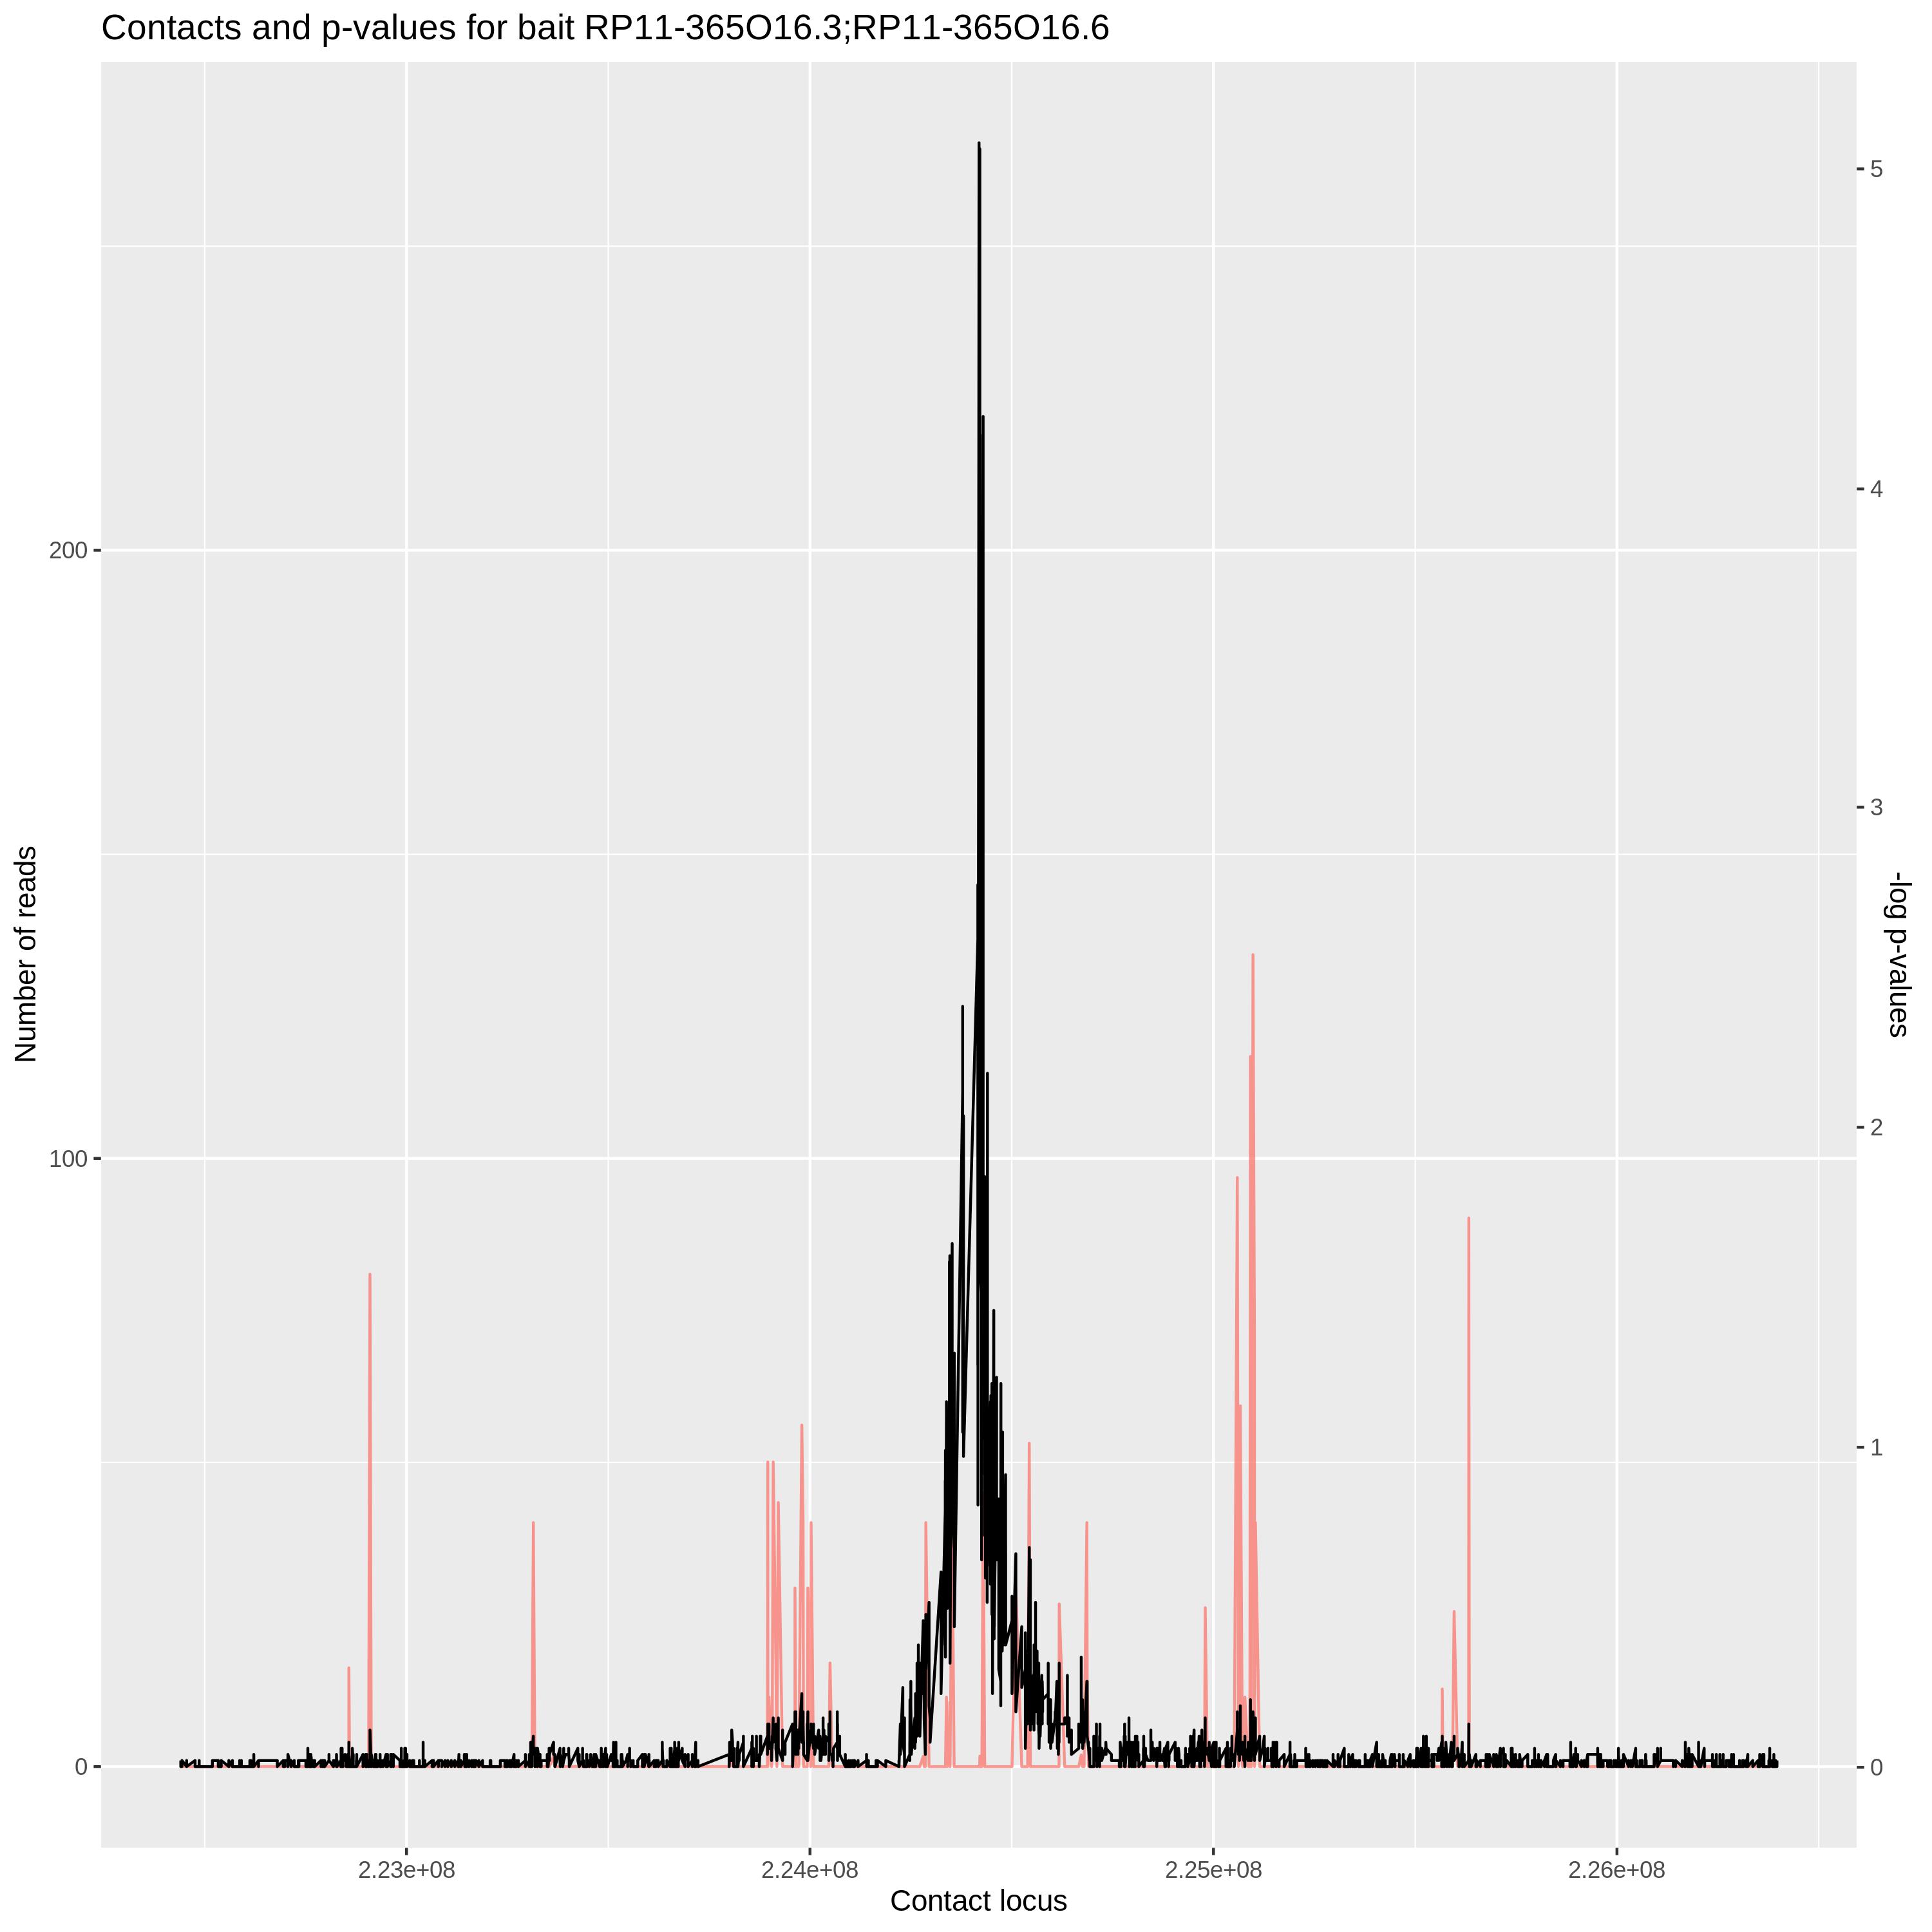 Contacts and p-values for bait RP11-365O16.3;RP11-365O16.6
Number of reads
200
100
0
5
4
3
2
1
0
-log p-values
2.23e+08
2.24e+08
2.25e+08
2.26e+08
Contact locus